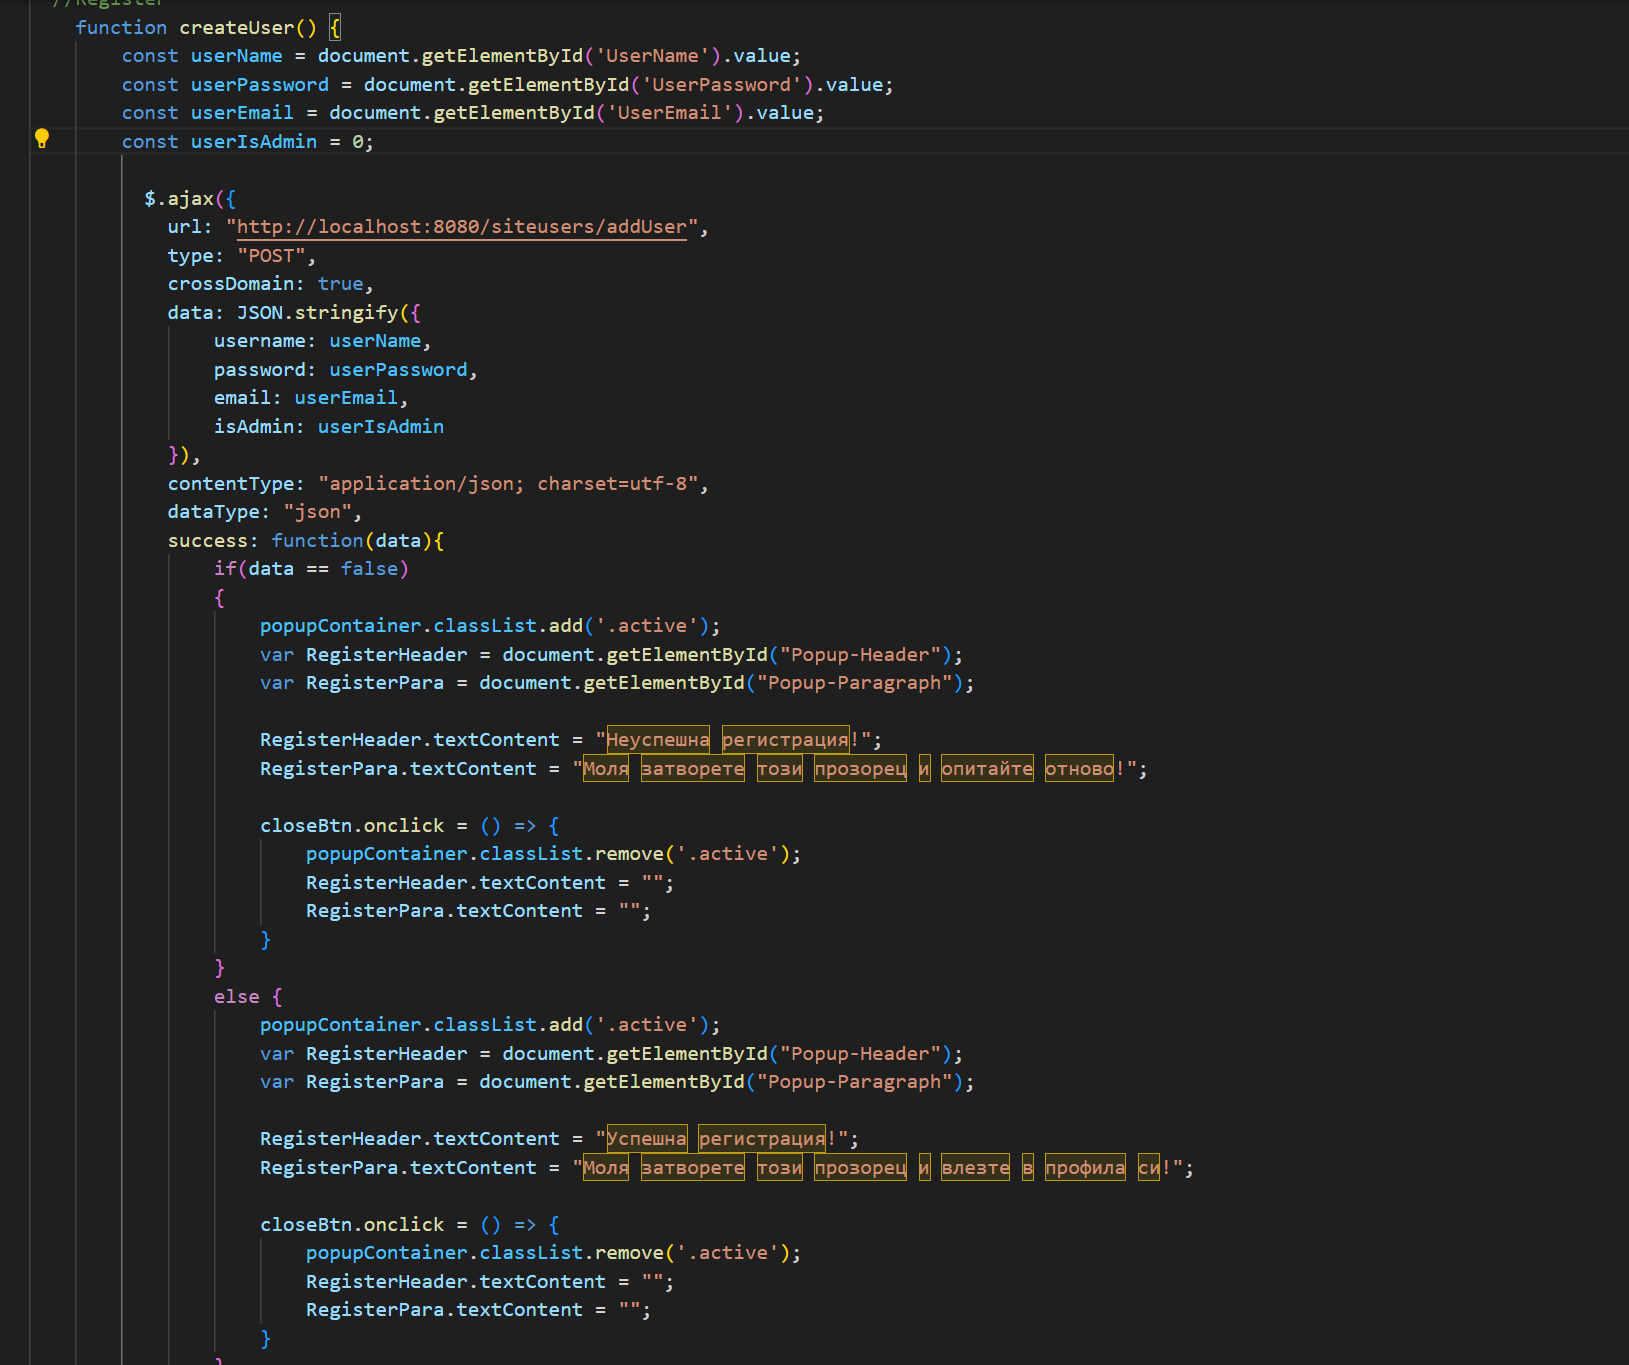 //Register
function createUser() {
const userName = document.getElementById('UserName').value;
const userPassword = document.getElementById('UserPassword').value;
const userEmail = document.getElementById('UserEmail').value;
const userIsAdmin = 0;
$.ajax({
url: "http://localhost:8080/siteusers/addUser",
type: "POST",
crossDomain: true,
data: JSON.stringify({
username: userName,
password: userPassword,
email: userEmail,
isAdmin: userIsAdmin
}),
contentType: "application/json; charset=utf-8",
dataType: "json",
success: function(data){
if(data == false)
{
popupContainer.classList.add('.active');
var RegisterHeader = document.getElementById("Popup-Header");
var RegisterPara = document.getElementById("Popup-Paragraph");
RegisterHeader.textContent = "Неуспешна регистрация!";
RegisterPara.textContent = "Моля затворете този прозорец и опитайте отново!";
closeBtn.onclick = () => {
popupContainer.classList.remove('.active');
RegisterHeader.textContent = "";
RegisterPara.textContent = "";
}
}
else {
popupContainer.classList.add('.active');
var RegisterHeader = document.getElementById("Popup-Header");
var RegisterPara = document.getElementById("Popup-Paragraph");
RegisterHeader.textContent = "Успешна регистрация!";
RegisterPara.textContent = "Моля затворете този прозорец и влезте в профила си!";
closeBtn.onclick = () => {
popupContainer.classList.remove('.active');
RegisterHeader.textContent = "";
RegisterPara.textContent = "";
}
}